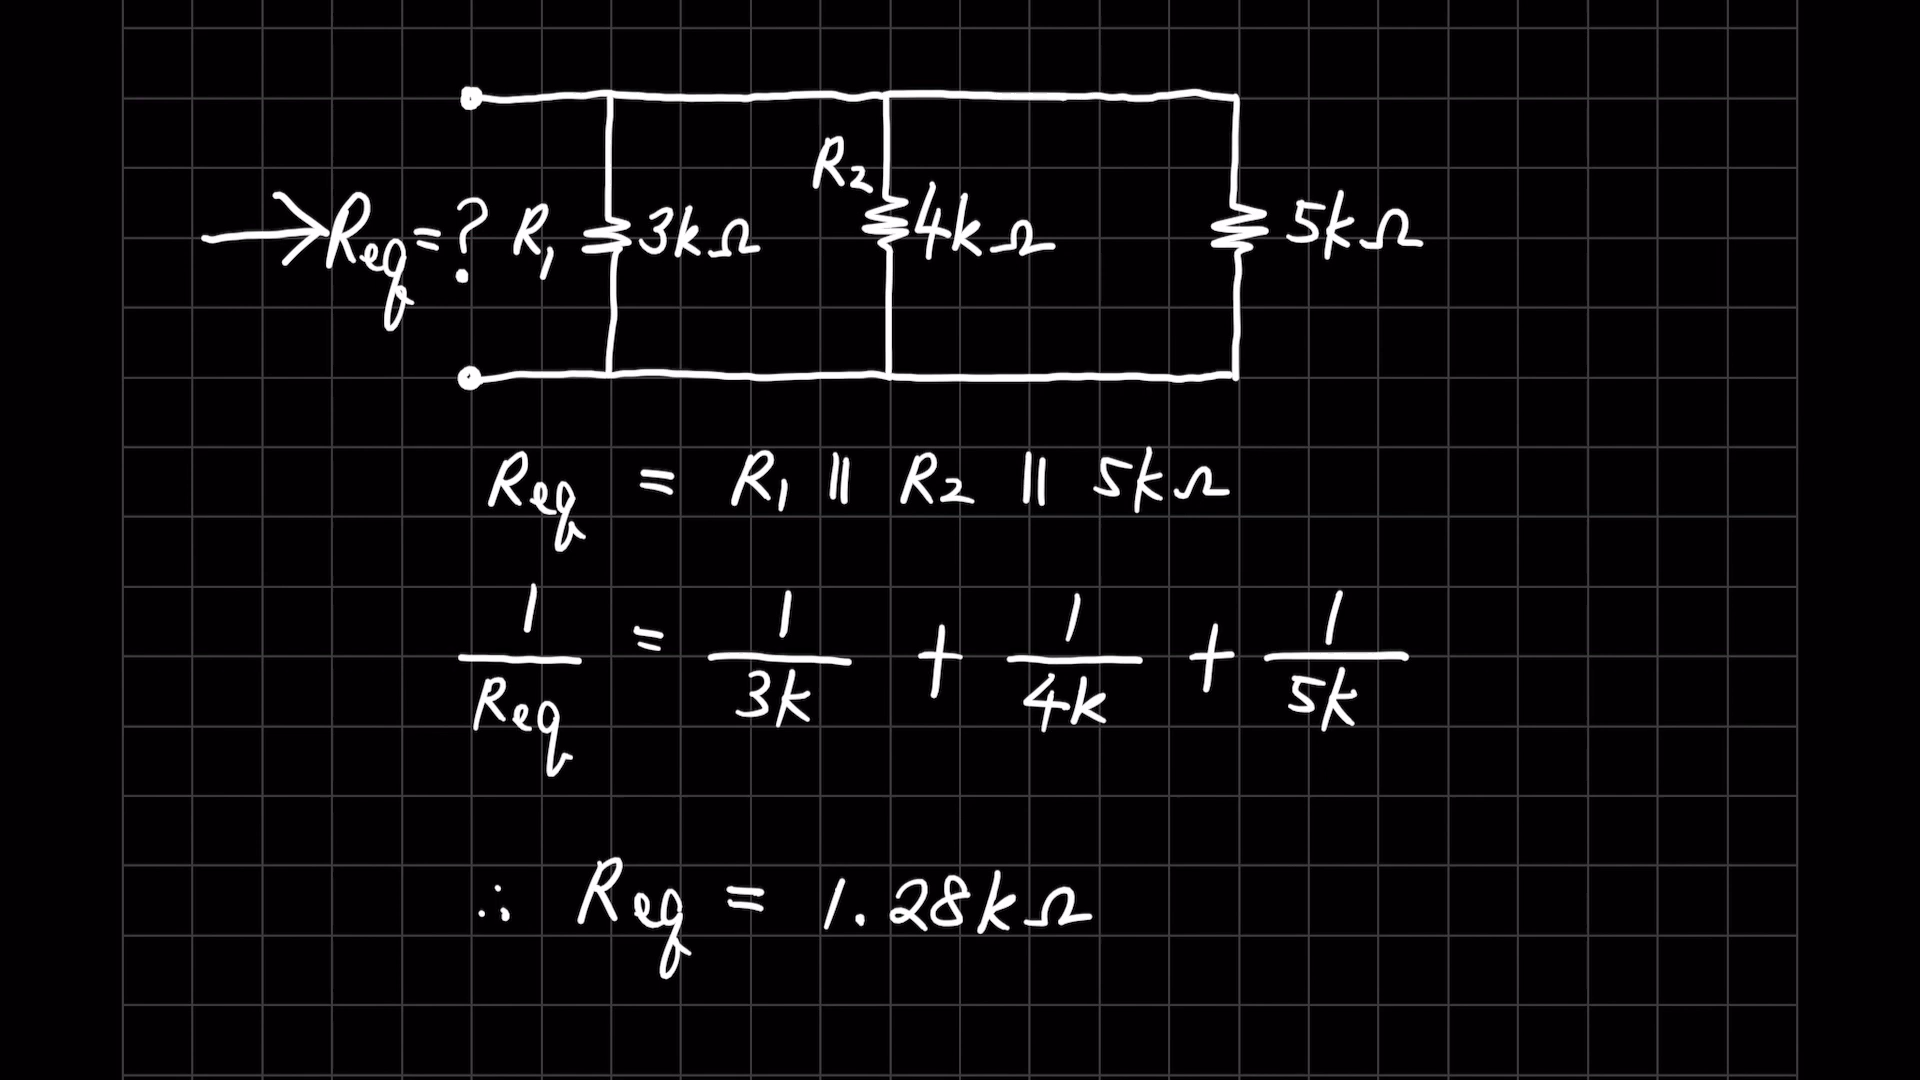 Req=? R₁ 3kΩ R₂ 4kΩ 5kΩ
Req = R₁ || R₂ || 5kΩ
1/Req = 1/3k + 1/4k + 1/5k
∴ Req = 1.28kΩ